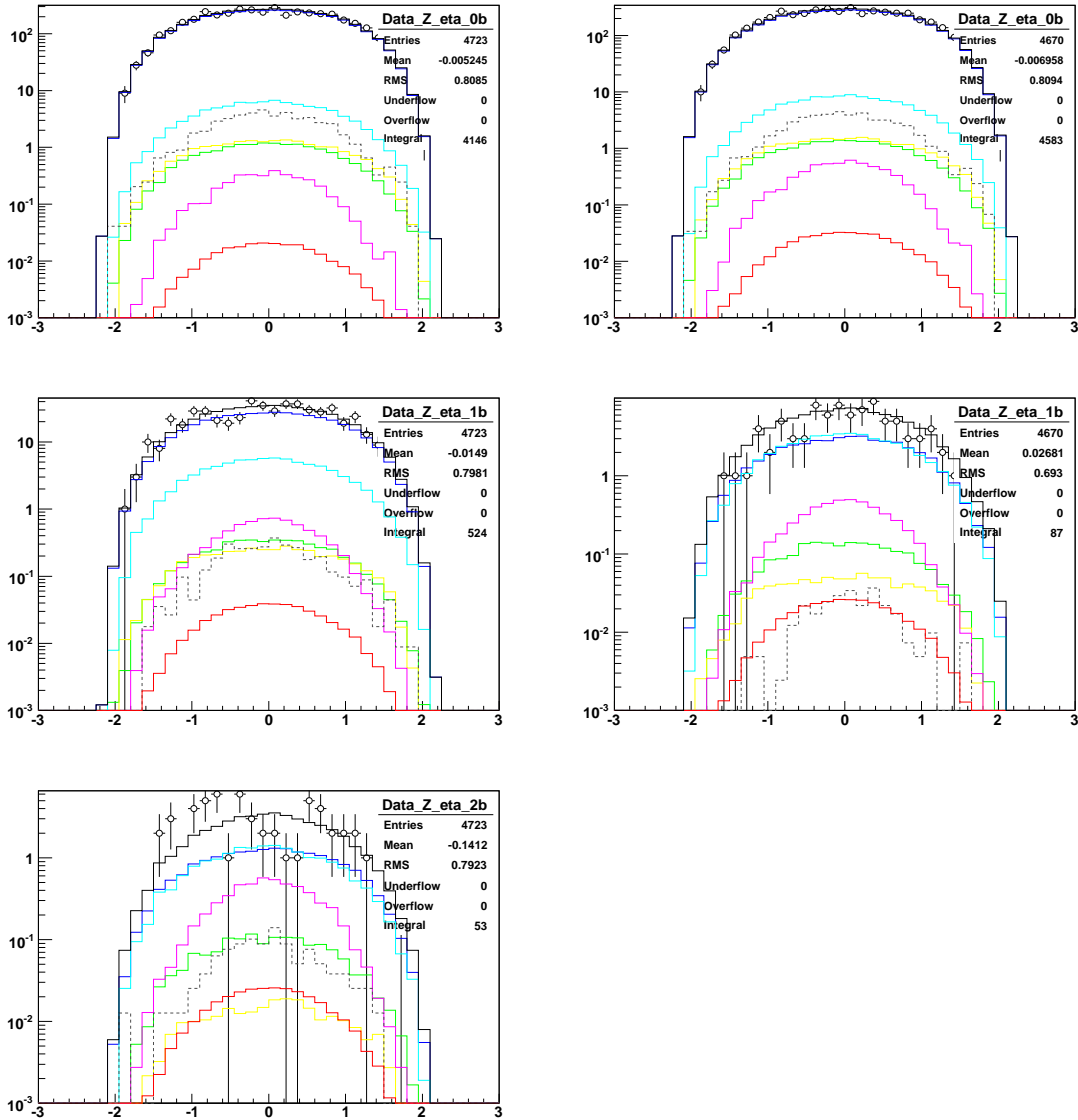 Data_Z_eta_0b
Entries 4723
Mean -0.005245
RMS 0.8085
Underflow 0
Overflow 0
Integral 4146
10²
10
1
10⁻¹
10⁻²
10⁻³
-3 -2 -1 0 1 2 3
Data_Z_eta_0b
Entries 4670
Mean -0.006958
RMS 0.8094
Underflow 0
Overflow 0
Integral 4583
10²
10
1
10⁻¹
10⁻²
10⁻³
-3 -2 -1 0 1 2 3
Data_Z_eta_1b
Entries 4723
Mean -0.0149
RMS 0.7981
Underflow 0
Overflow 0
Integral 524
10
1
10⁻¹
10⁻²
10⁻³
-3 -2 -1 0 1 2 3
Data_Z_eta_1b
Entries 4670
Mean 0.02681
RMS 0.693
Underflow 0
Overflow 0
Integral 87
1
10⁻¹
10⁻²
10⁻³
-3 -2 -1 0 1 2 3
Data_Z_eta_2b
Entries 4723
Mean -0.1412
RMS 0.7923
Underflow 0
Overflow 0
Integral 53
1
10⁻¹
10⁻²
10⁻³
-3 -2 -1 0 1 2 3